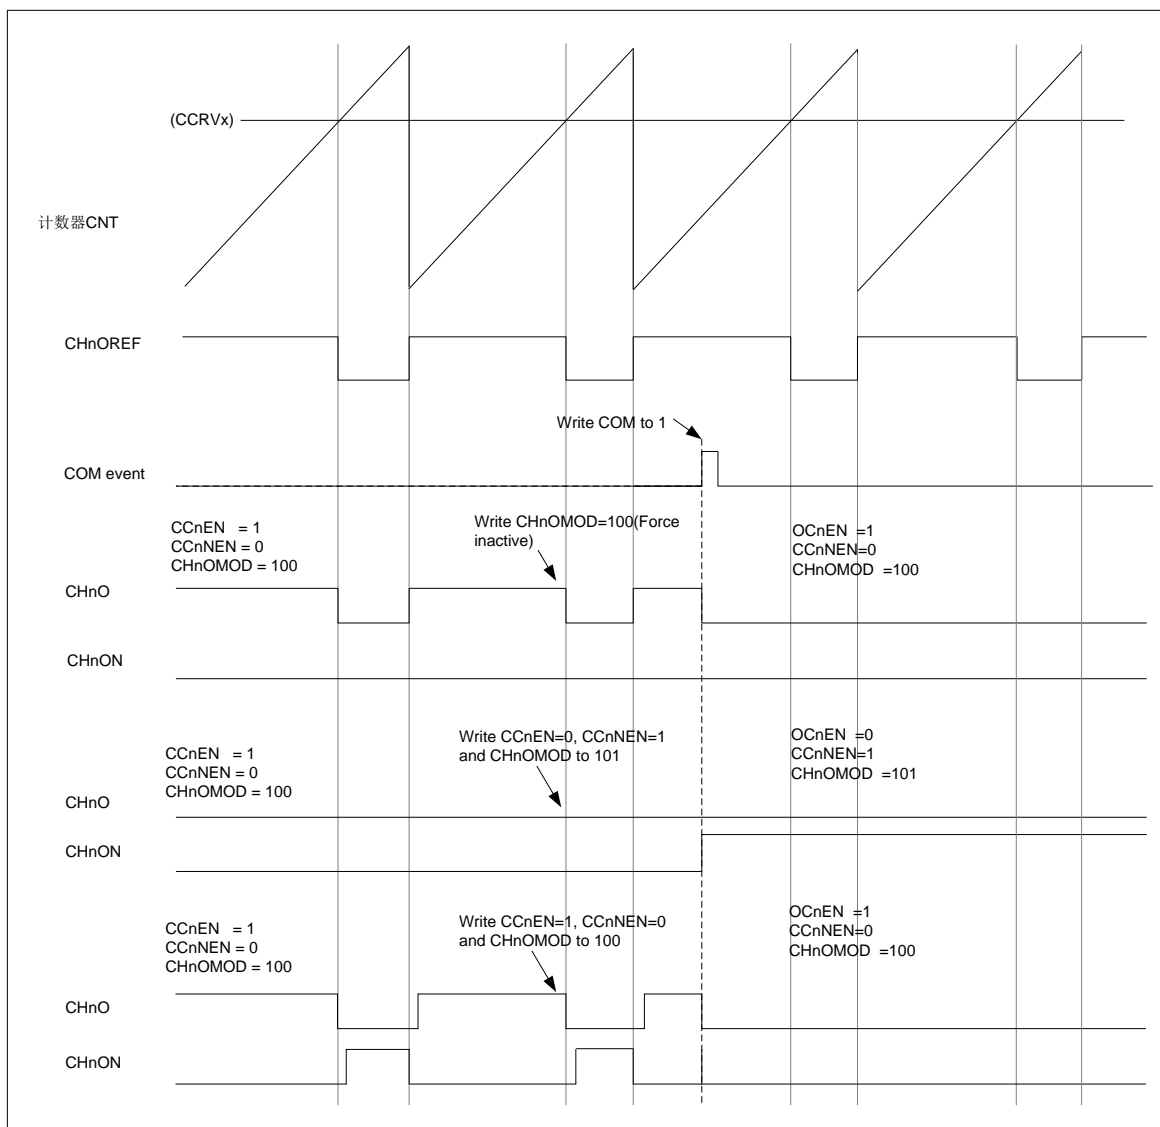 (CCRVx)
计数器CNT
CHnOREF
Write COM to 1
COM event
CCnEN = 1
CCnNEN = 0
CHnOMOD = 100
Write CHnOMOD=100(Force
inactive)
OCnEN =1
CCnNEN=0
CHnOMOD =100
CHnO
CHnON
CCnEN = 1
CCnNEN = 0
CHnOMOD = 100
Write CCnEN=0, CCnNEN=1
and CHnOMOD to 101
OCnEN =0
CCnNEN=1
CHnOMOD =101
CHnO
CHnON
CCnEN = 1
CCnNEN = 0
CHnOMOD = 100
Write CCnEN=1, CCnNEN=0
and CHnOMOD to 100
OCnEN =1
CCnNEN=0
CHnOMOD =100
CHnO
CHnON